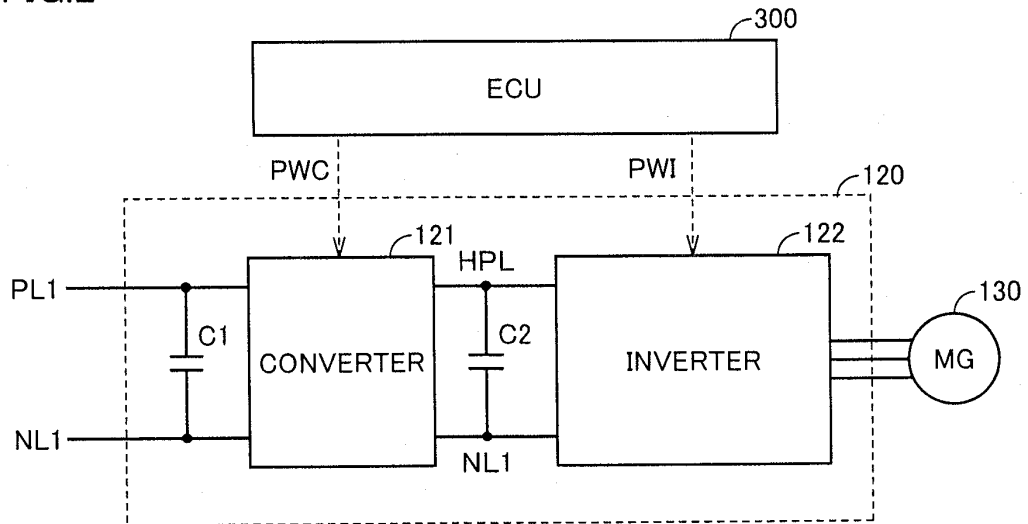 300
ECU
PWC
PWI
120
121
122
HPL
PL1
130
C1
C2
CONVERTER
INVERTER
MG
NL1
NL1